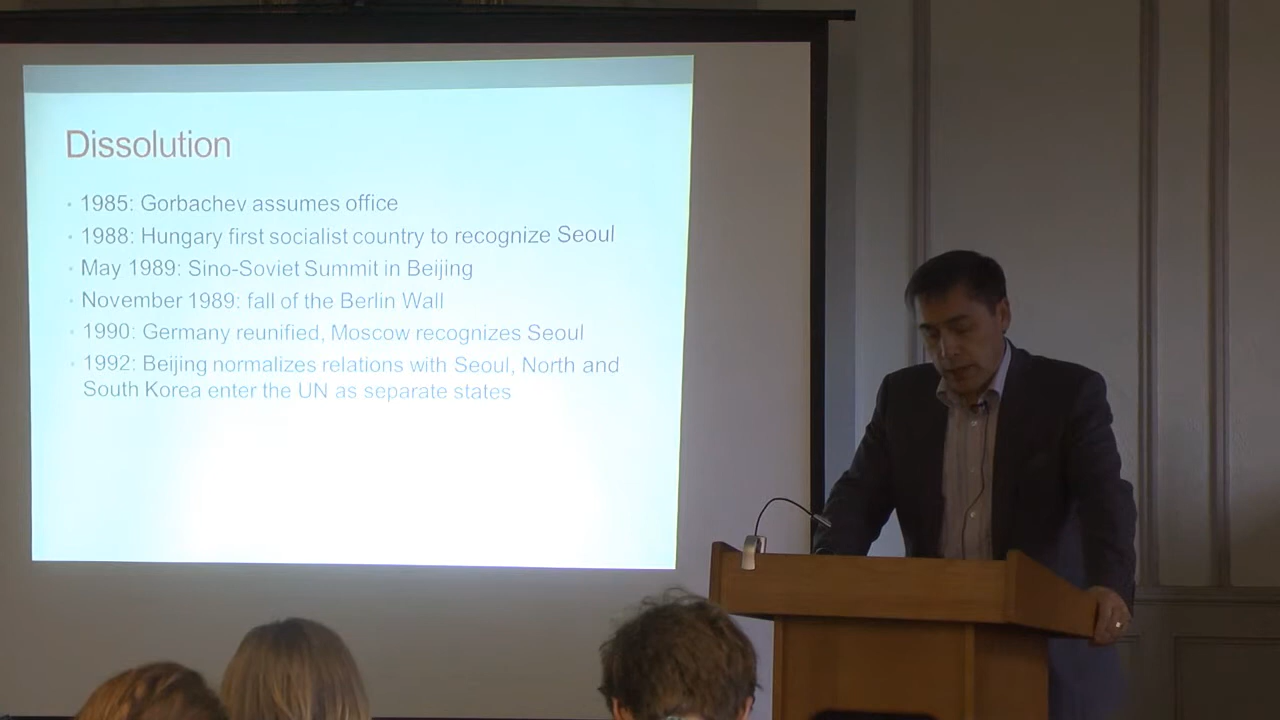 Dissolution
• 1985: Gorbachev assumes office
• 1988: Hungary first socialist country to recognize Seoul
• May 1989: Sino-Soviet Summit in Beijing
• November 1989: fall of the Berlin Wall
• 1990: Germany reunified, Moscow recognizes Seoul
• 1992: Beijing normalizes relations with Seoul, North and
South Korea enter the UN as separate states